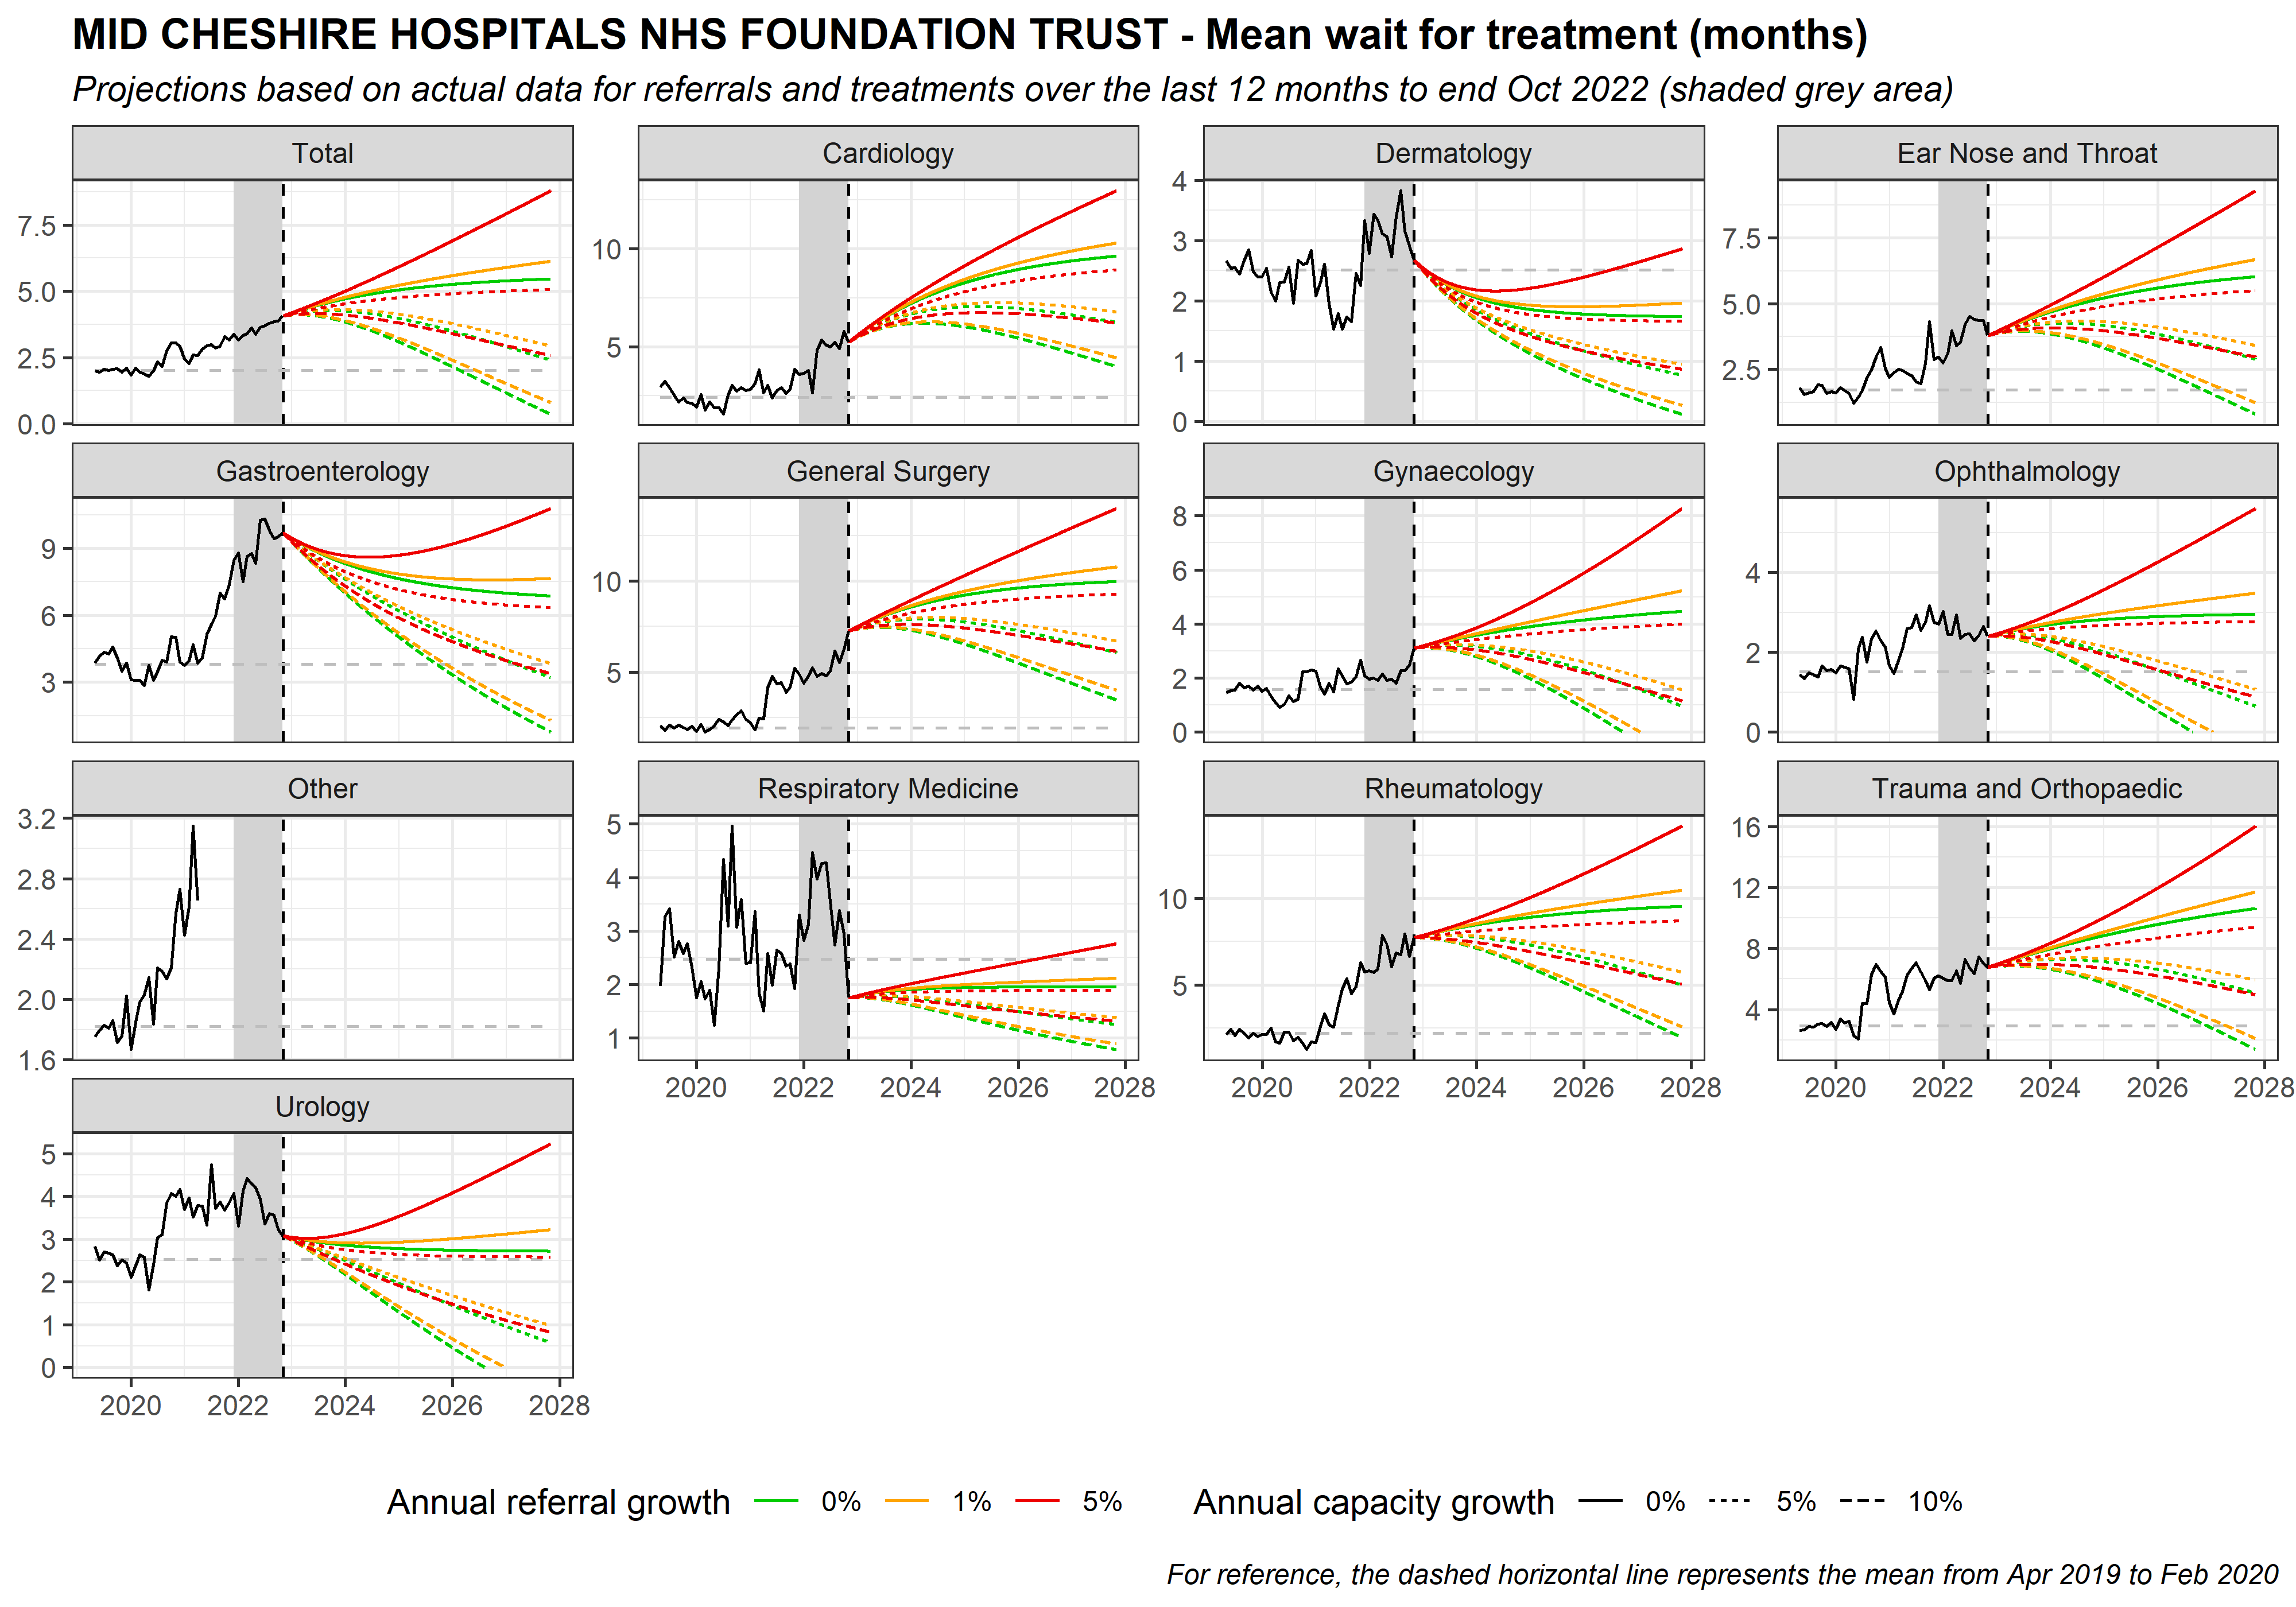 MID CHESHIRE HOSPITALS NHS FOUNDATION TRUST - Mean wait for treatment (months)
Projections based on actual data for referrals and treatments over the last 12 months to end Oct 2022 (shaded grey area)
Total
7.5
5.0
2.5
0.0
Cardiology
10
5
Dermatology
4
3
2
1
0
Ear Nose and Throat
7.5
5.0
2.5
Gastroenterology
9
6
3
General Surgery
10
5
Gynaecology
8
6
4
2
0
Ophthalmology
4
2
0
Other
3.2
2.8
2.4
2.0
1.6
Respiratory Medicine
5
4
3
2
1
2020 2022 2024 2026 2028
Rheumatology
10
5
2020 2022 2024 2026 2028
Trauma and Orthopaedic
16
12
8
4
2020 2022 2024 2026 2028
Urology
5
4
3
2
1
0
2020 2022 2024 2026 2028
Annual referral growth 0% 1% 5% Annual capacity growth 0% 5% 10%
For reference, the dashed horizontal line represents the mean from Apr 2019 to Feb 2020